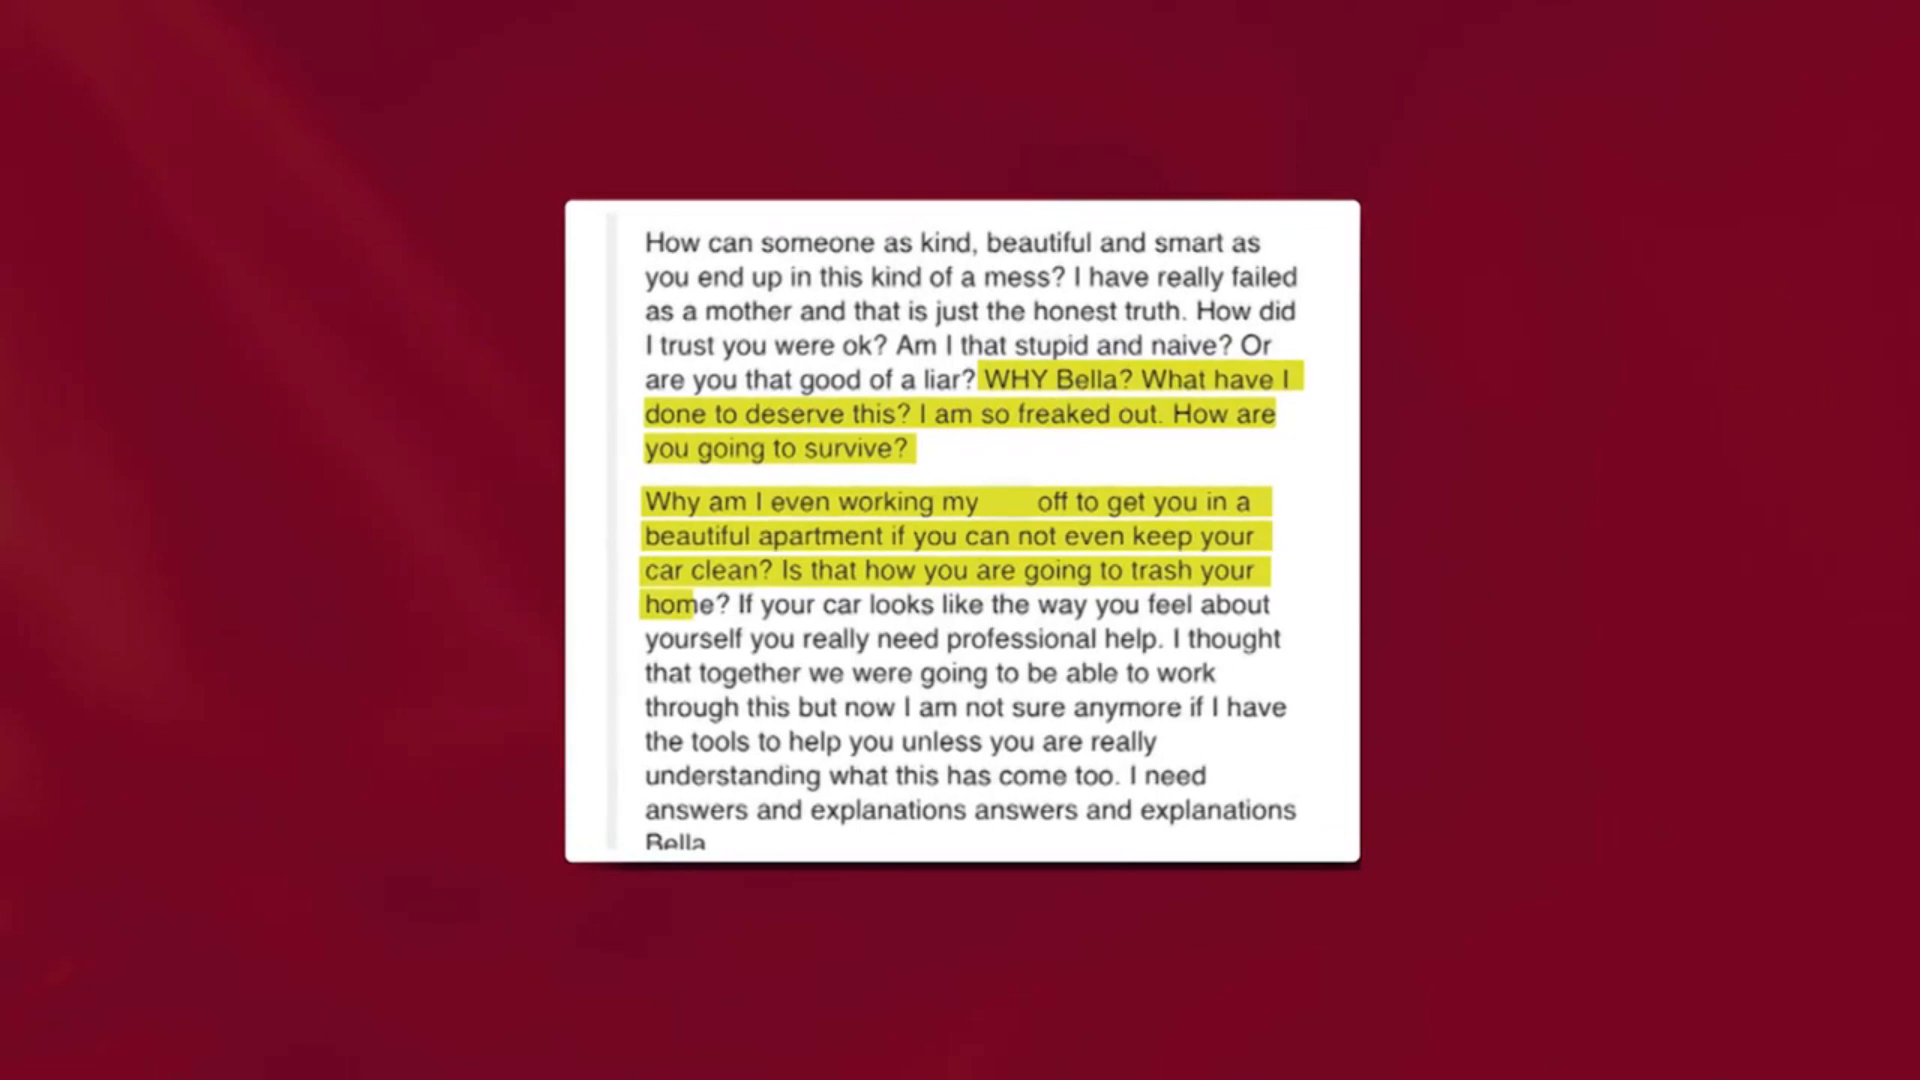 How can someone as kind, beautiful and smart as
you end up in this kind of a mess? I have really failed
as a mother and that is just the honest truth. How did
I trust you were ok? Am I that stupid and naive? Or
are you that good of a liar? WHY Bella? What have I
done to deserve this? I am so freaked out. How are
you going to survive?
Why am I even working my off to get you in a
beautiful apartment if you can not even keep your
car clean? Is that how you are going to trash your
home? If your car looks like the way you feel about
yourself you really need professional help. I thought
that together we were going to be able to work
through this but now I am not sure anymore if I have
the tools to help you unless you are really
understanding what this has come too. I need
answers and explanations answers and explanations
Bella